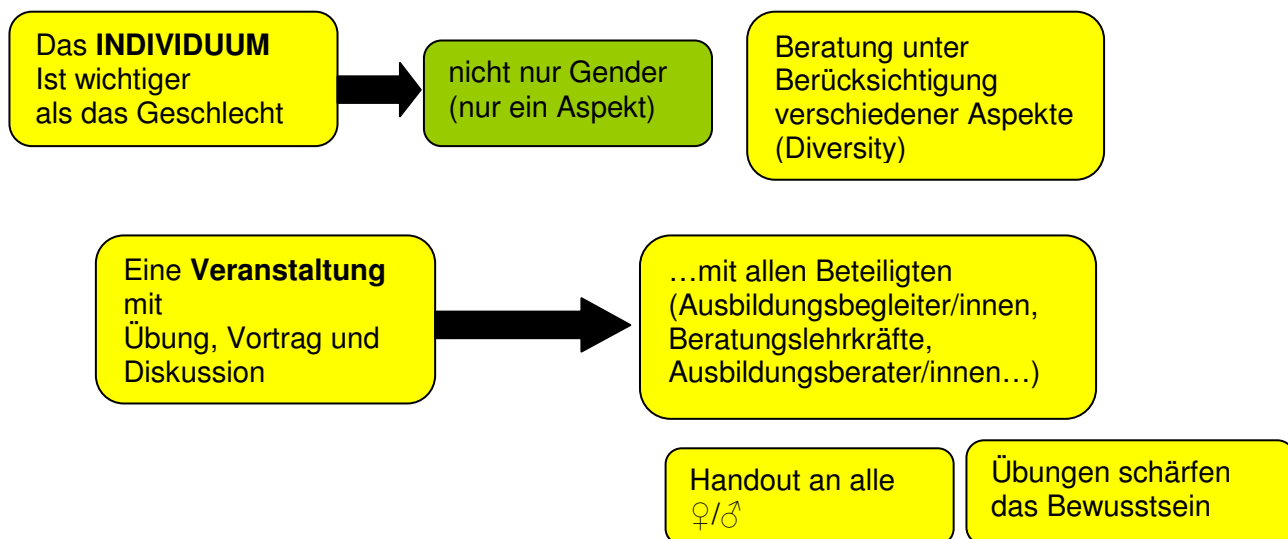 Das INDIVIDUUM
Ist wichtiger
als das Geschlecht
nicht nur Gender
(nur ein Aspekt)
Beratung unter
Berücksichtigung
verschiedener Aspekte
(Diversity)
Eine Veranstaltung
mit
Übung, Vortrag und
Diskussion
…mit allen Beteiligten
(Ausbildungsbegleiter/innen,
Beratungslehrkräfte,
Ausbildungsberater/innen…)
Handout an alle
♀/♂
Übungen schärfen
das Bewusstsein